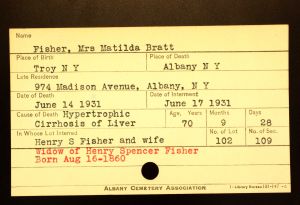 Name
Fisher, Mrs Matilda Bratt
Place of Birth Place of Death
Troy N Y Albany N Y
Late Residence
974 Madison Avenue, Albany, N Y
Date of Death Date of Interment
June 14 1931 June 17 1931
Cause of Death Hypertrophic Age, Years Months Days
Cirrhosis of Liver 70 9 28
In Whose Lot Interred No. of Lot No. of Sec.
Henry S Fisher and wife 102 109
Widow of Henry Spencer Fisher
Born Aug 16-1860
ALBANY CEMETERY ASSOCIATION